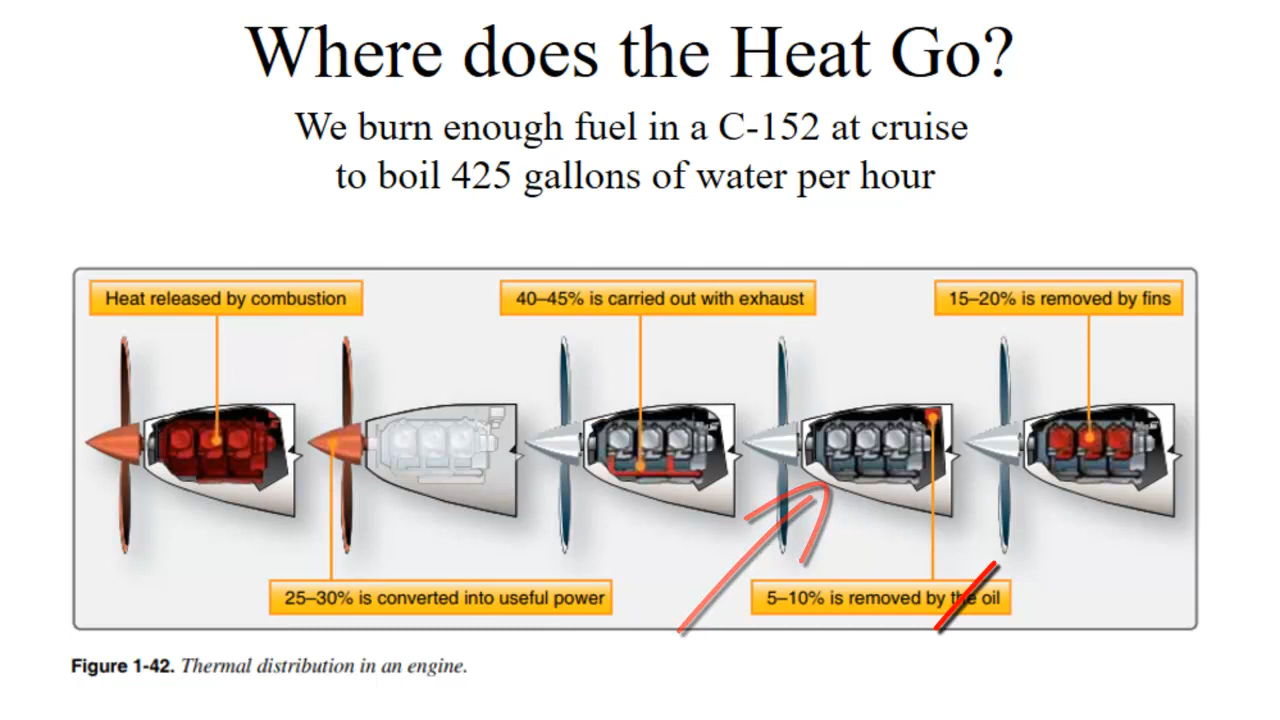 Where does the Heat Go?
We burn enough fuel in a C-152 at cruise
to boil 425 gallons of water per hour
Heat released by combustion
40–45% is carried out with exhaust
15–20% is removed by fins
25–30% is converted into useful power
5–10% is removed by the oil
Figure 1-42. Thermal distribution in an engine.